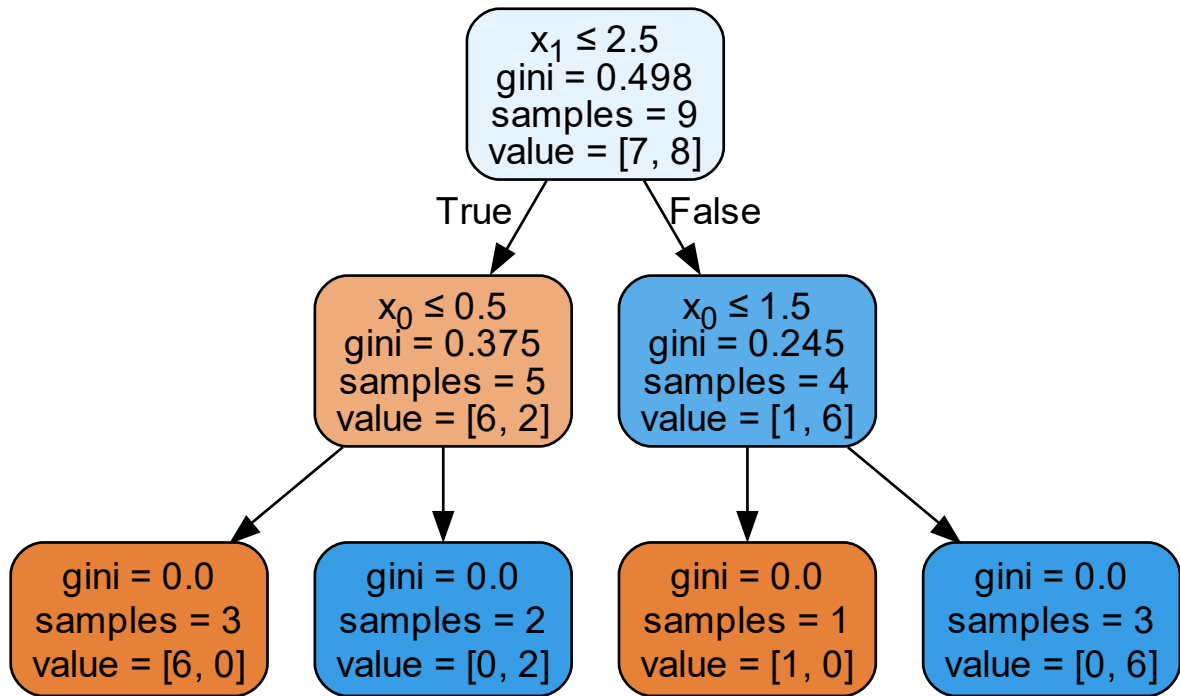 x₁ ≤ 2.5
gini = 0.498
samples = 9
value = [7, 8]
True
False
x₀ ≤ 0.5
gini = 0.375
samples = 5
value = [6, 2]
x₀ ≤ 1.5
gini = 0.245
samples = 4
value = [1, 6]
gini = 0.0
samples = 3
value = [6, 0]
gini = 0.0
samples = 2
value = [0, 2]
gini = 0.0
samples = 1
value = [1, 0]
gini = 0.0
samples = 3
value = [0, 6]